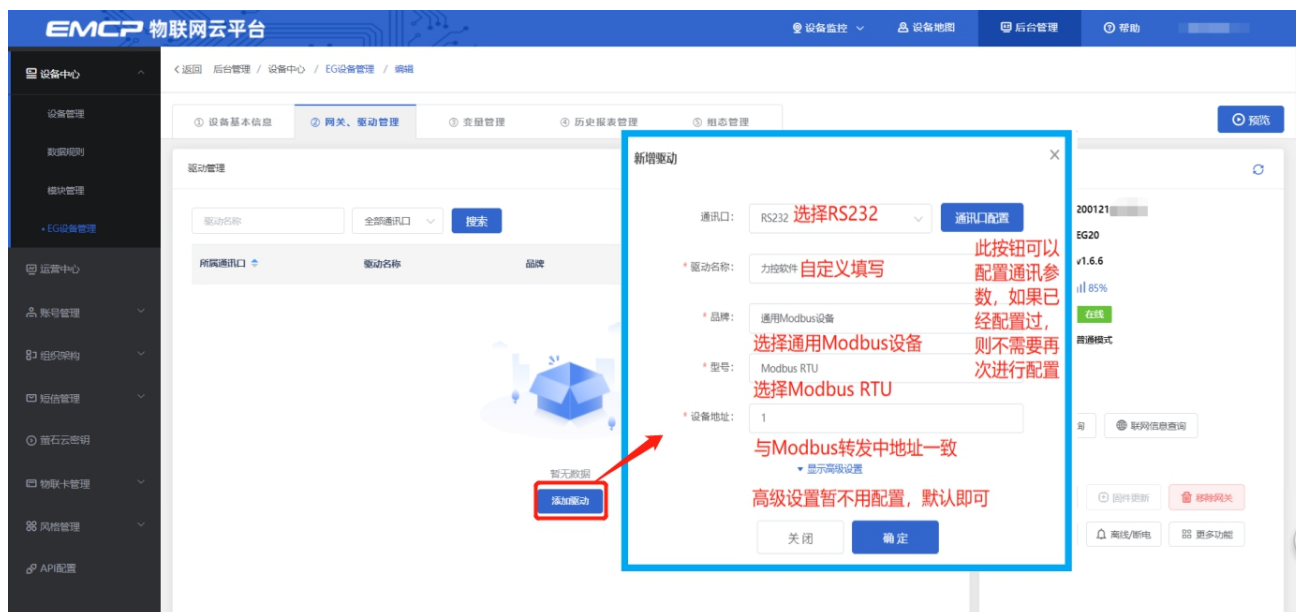 EMCP 物联网云平台
设备监控
设备地图
后台管理
帮助
设备中心
设备管理
数据规则
模块管理
EG设备管理
运营中心
账号管理
组织架构
短信管理
萤石云密钥
物联卡管理
风格管理
API配置
<返回 后台管理 / 设备中心 / EG设备管理 / 编辑
① 设备基本信息
② 网关、驱动管理
③ 变量管理
④ 历史报表管理
⑤ 组态管理
预览
驱动管理
驱动名称
全部通讯口
搜索
所属通讯口
驱动名称
品牌
暂无数据
添加驱动
新增驱动
通讯口:
RS232
选择RS232
通讯口配置
* 驱动名称:
力控软件
自定义填写
此按钮可以
配置通讯参
数，如果已
经配置过，
则不需要再
次进行配置
* 品牌:
通用Modbus设备
选择通用Modbus设备
* 型号:
Modbus RTU
选择Modbus RTU
* 设备地址:
1
与Modbus转发中地址一致
显示高级设置
高级设置暂不用配置，默认即可
关闭
确定
200121
EG20
v1.6.6
85%
在线
普通模式
联网信息查询
固件更新
移除网关
离线/断电
更多功能